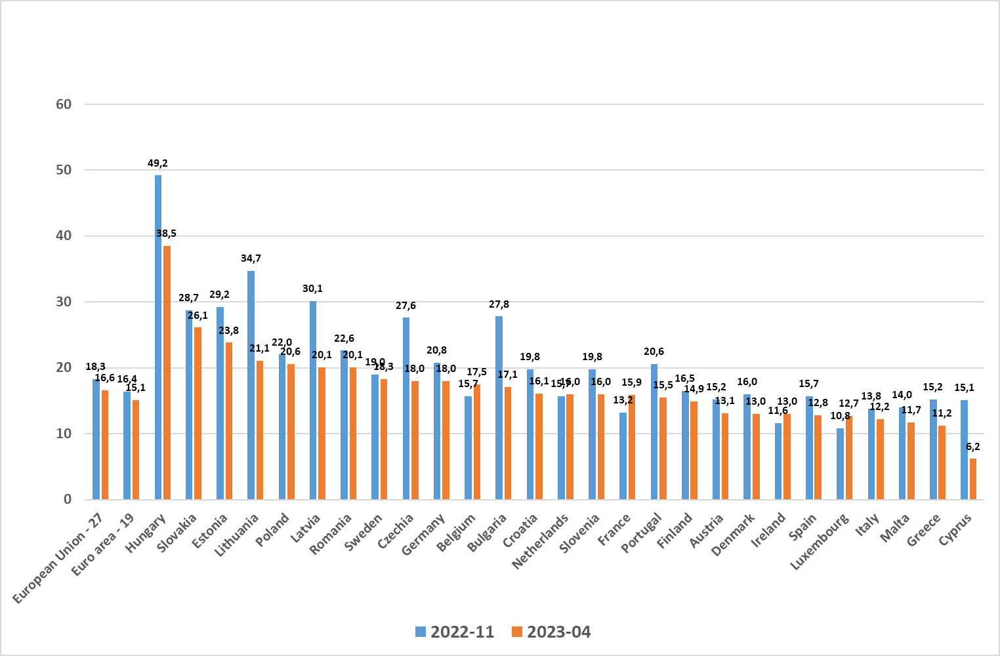 60
50
40
30
20
10
0
18,3
16,6
16,4
15,1
49,2
38,5
28,7
26,1
29,2
23,8
34,7
21,1
22,0
20,6
30,1
20,1
22,6
20,1
19,0
18,3
27,6
18,0
20,8
18,0
15,7
17,5
27,8
17,1
19,8
16,1
15,7
16,0
19,8
16,0
13,2
15,9
20,6
15,5
16,5
14,9
15,2
13,1
16,0
13,0
11,6
13,0
15,7
12,8
10,8
12,7
13,8
12,2
14,0
11,7
15,2
11,2
15,1
6,2
European Union - 27
Euro area - 19
Hungary
Slovakia
Estonia
Lithuania
Poland
Latvia
Romania
Sweden
Czechia
Germany
Belgium
Bulgaria
Croatia
Netherlands
Slovenia
France
Portugal
Finland
Austria
Denmark
Ireland
Spain
Luxembourg
Italy
Malta
Greece
Cyprus
2022-11
2023-04